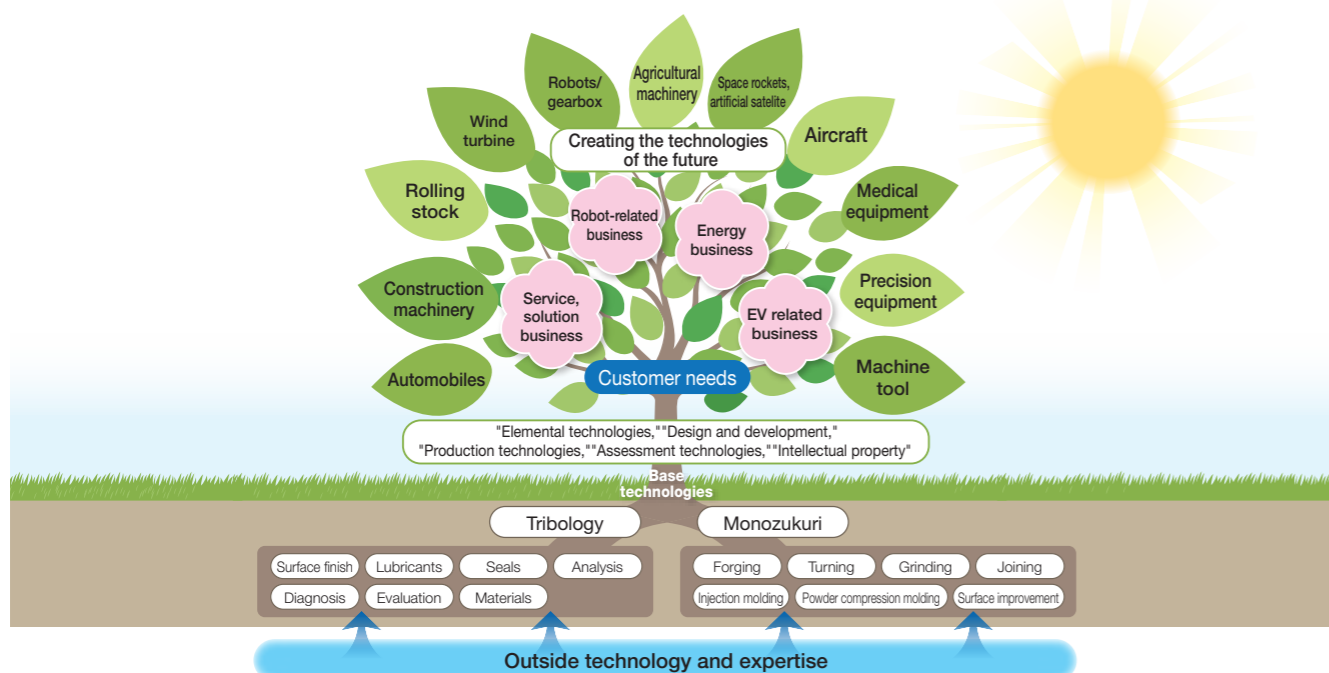 Robots/
gearbox
Agricultural
machinery
Space rockets,
artificial satelite
Wind
turbine
Creating the technologies
of the future
Aircraft
Rolling
stock
Robot-related
business
Energy
business
Medical
equipment
Construction
machinery
Service,
solution
business
EV related
business
Precision
equipment
Automobiles
Customer needs
Machine
tool
"Elemental technologies,""Design and development,"
"Production technologies,""Assessment technologies,""Intellectual property"
Base
technologies
Tribology
Monozukuri
Surface finish
Lubricants
Seals
Analysis
Diagnosis
Evaluation
Materials
Forging
Turning
Grinding
Joining
Injection molding
Powder compression molding
Surface improvement
Outside technology and expertise